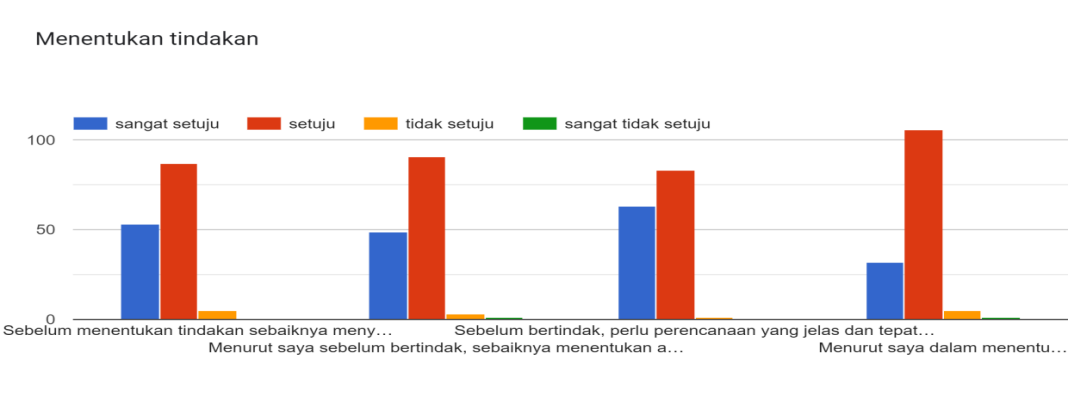 Menentukan tindakan
sangat setuju setuju tidak setuju sangat tidak setuju
100
50
0
Sebelum menentukan tindakan sebaiknya meny… Sebelum bertindak, perlu perencanaan yang jelas dan tepat…
Menurut saya sebelum bertindak, sebaiknya menentukan a… Menurut saya dalam menentu…